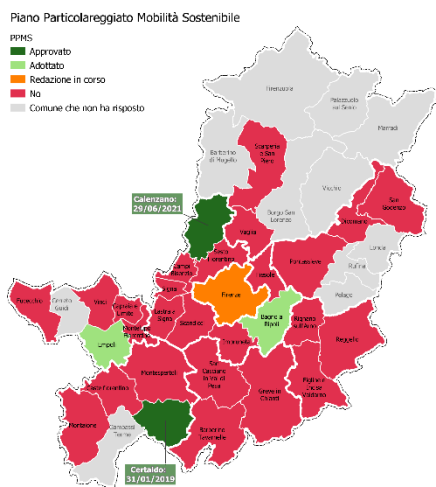 Piano Particolareggiato Mobilità Sostenibile
PPMS
Approvato
Adottato
Redazione in corso
No
Comune che non ha risposto
Firenzuola
Palazzuolo
sul Senio
Marradi
Scarperia
e San
Piero
Barberino
di Mugello
Vicchio
San
Godenzo
Calenzano:
29/06/2021
Borgo San
Lorenzo
Dicomano
Vaglia
Londa
Sesto
Fiorentino
Pontassieve
Rufina
Campi
Bisenzio
Fiesole
Pelago
Signa
Firenze
Fucecchio
Cerreto
Guidi
Vinci
Capraia e
Limite
Lastra a
Signa
Scandicci
Bagno a
Ripoli
Rignano
sull'Arno
Montelupo
Fiorentino
Empoli
Impruneta
Reggello
Montespertoli
San
Casciano
in Val di
Pesa
Castelfiorentino
Greve in
Chianti
Figline e
Incisa
Valdarno
Montaione
Gambassi
Terme
Barberino
Tavarnelle
Certaldo:
31/01/2019